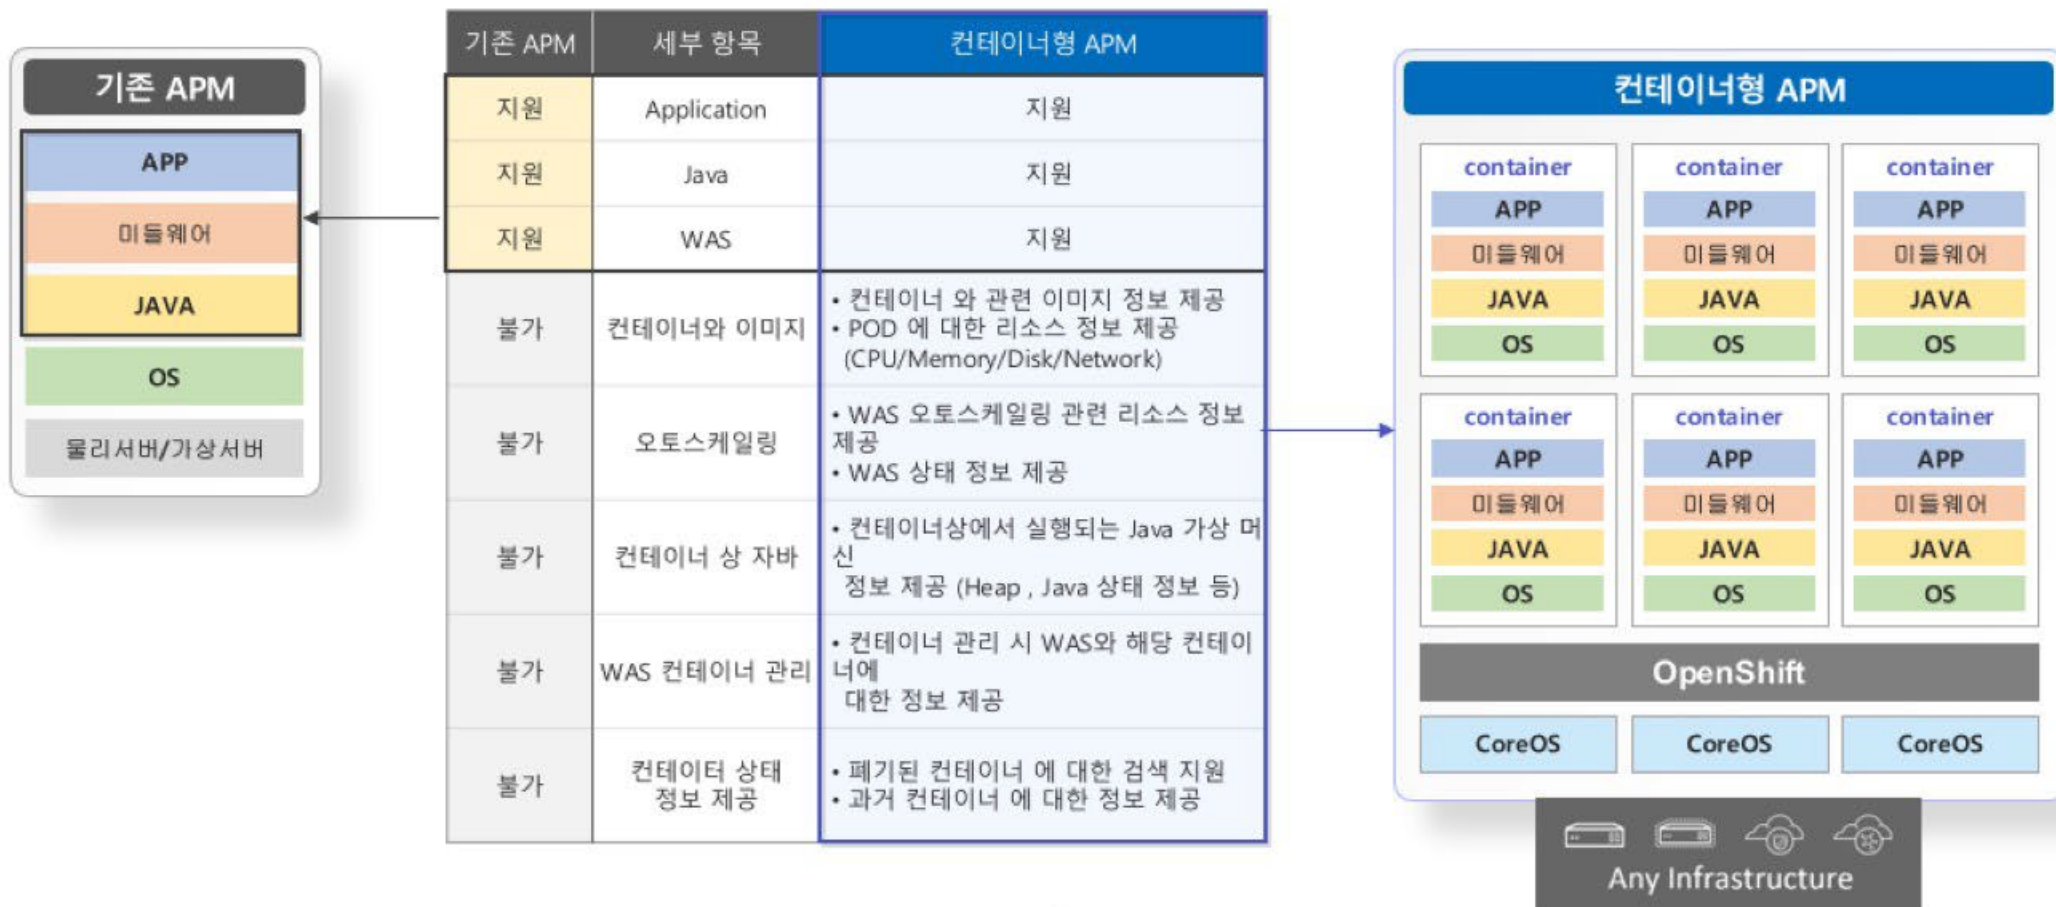 기존 APM
APP
미들웨어
JAVA
OS
물리서버/가상서버
기존 APM 세부 항목 컨테이너형 APM
지원 Application 지원
지원 Java 지원
지원 WAS 지원
불가 컨테이너와 이미지
• 컨테이너 와 관련 이미지 정보 제공
• POD 에 대한 리소스 정보 제공
(CPU/Memory/Disk/Network)
불가 오토스케일링
• WAS 오토스케일링 관련 리소스 정보
제공
• WAS 상태 정보 제공
불가 컨테이너 상 자바
• 컨테이너상에서 실행되는 Java 가상 머
신
정보 제공 (Heap , Java 상태 정보 등)
불가 WAS 컨테이너 관리
• 컨테이너 관리 시 WAS와 해당 컨테이
너에
대한 정보 제공
불가
컨테이터 상태
정보 제공
• 폐기된 컨테이너 에 대한 검색 지원
• 과거 컨테이너 에 대한 정보 제공
컨테이너형 APM
container container container
APP APP APP
미들웨어 미들웨어 미들웨어
JAVA JAVA JAVA
OS OS OS
container container container
APP APP APP
미들웨어 미들웨어 미들웨어
JAVA JAVA JAVA
OS OS OS
OpenShift
CoreOS CoreOS CoreOS
Any Infrastructure